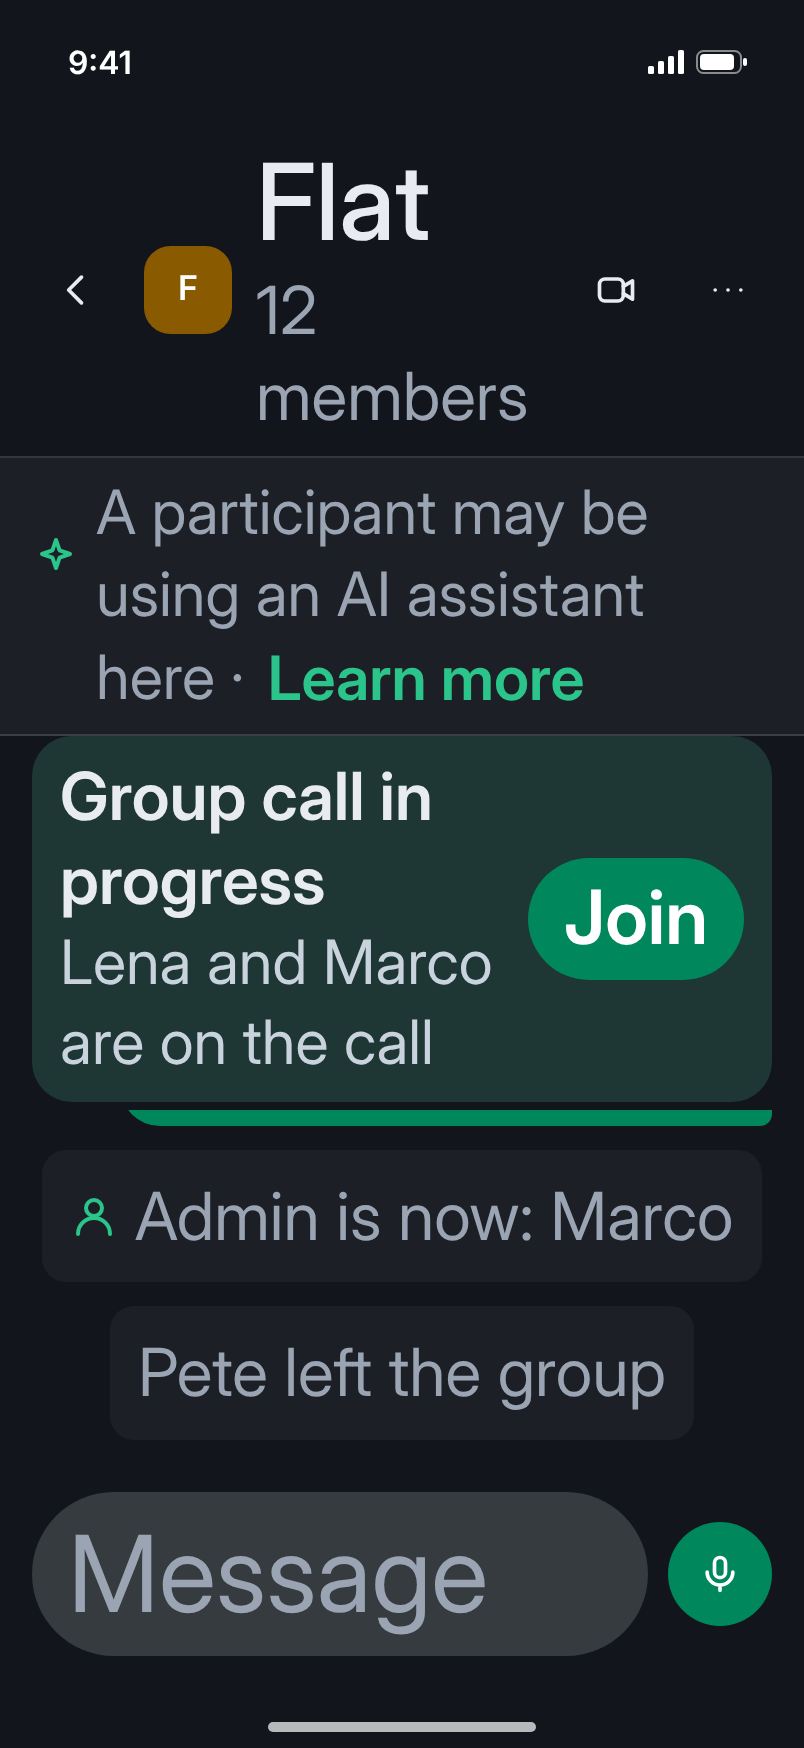 9:41
Flat
F
12
members
A participant may be
using an AI assistant
here · Learn more
Group call in
progress
Lena and Marco
are on the call
Join
Admin is now: Marco
Pete left the group
Message